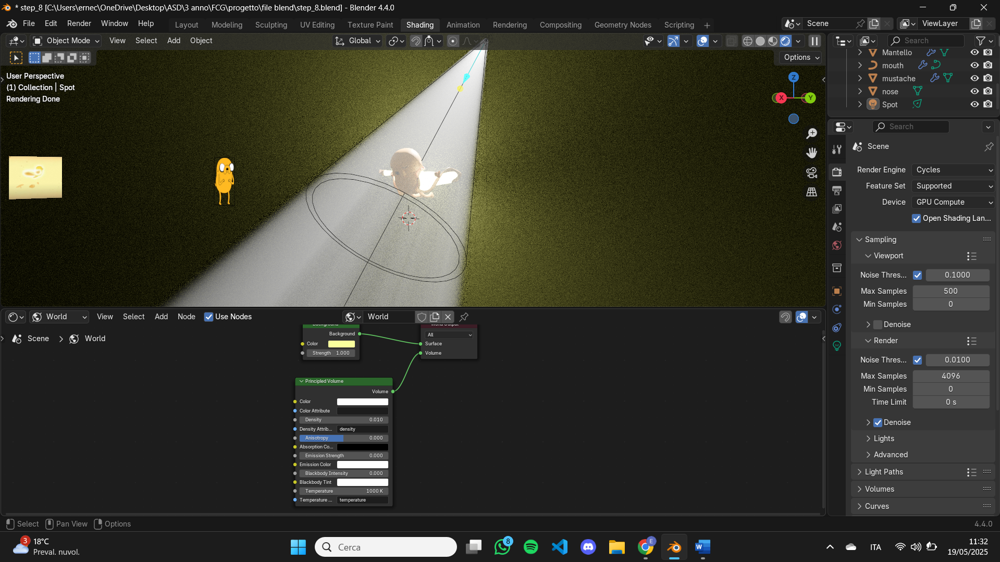 * step_8 [C:\Users\ernec\OneDrive\Desktop\ASD\3 anno\FCG\progetto\file blend\step_8.blend] - Blender 4.4.0
File Edit Render Window Help
Layout Modeling Sculpting UV Editing Texture Paint Shading Animation Rendering Compositing Geometry Nodes Scripting +
Scene
ViewLayer
Object Mode View Select Add Object
Global
Search
Options
User Perspective
(1) Collection | Spot
Rendering Done
Z
X
Y
Mantello
mouth
mustache
nose
Spot
Search
Scene
Render Engine Cycles
Feature Set Supported
Device GPU Compute
Open Shading Lan...
Sampling
Viewport
Noise Thres... 0.1000
Max Samples 500
Min Samples 0
Denoise
Render
Noise Thres... 0.0100
Max Samples 4096
Min Samples 0
Time Limit 0 s
Denoise
Lights
Advanced
Light Paths
Volumes
Curves
World View Select Add Node Use Nodes
World
Scene > World
Background
Background
Color
Strength 1.000
World Output
All
Surface
Volume
Principled Volume
Volume
Color
Color Attribute
Density 0.010
Density Attrib... density
Anisotropy 0.000
Absorption Co...
Emission Strength 0.000
Emission Color
Blackbody Intensity 0.000
Blackbody Tint
Temperature 1000 K
Temperature ... temperature
Select Pan View Options
4.4.0
3
18°C
Preval. nuvol.
Cerca
8
E
W
ITA
11:32
19/05/2025